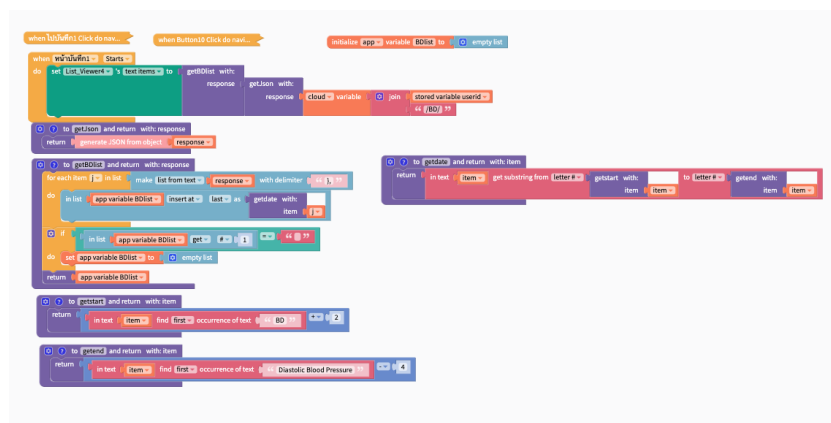 when ไปบันทึก1 Click do nav...
when Button10 Click do navi...
initialize app variable BDlist to empty list
when หน้าบันทึก1 Starts
do set List_Viewer4 's text items to getBDlist with:
response getJson with:
response cloud variable join stored variable userid
“ /BD/ ”
to getJson and return with: response
return generate JSON from object response
to getBDlist and return with: response
for each item j in list make list from text response with delimiter “ }, ”
do in list app variable BDlist insert at last as getdate with:
item j
if in list app variable BDlist get # 1 = “ ”
do set app variable BDlist to empty list
return app variable BDlist
to getdate and return with: item
return in text item get substring from letter # getstart with: to letter # getend with:
item item item item
to getstart and return with: item
return in text item find first occurrence of text “ BD ” + 2
to getend and return with: item
return in text item find first occurrence of text “ Diastolic Blood Pressure ” - 4